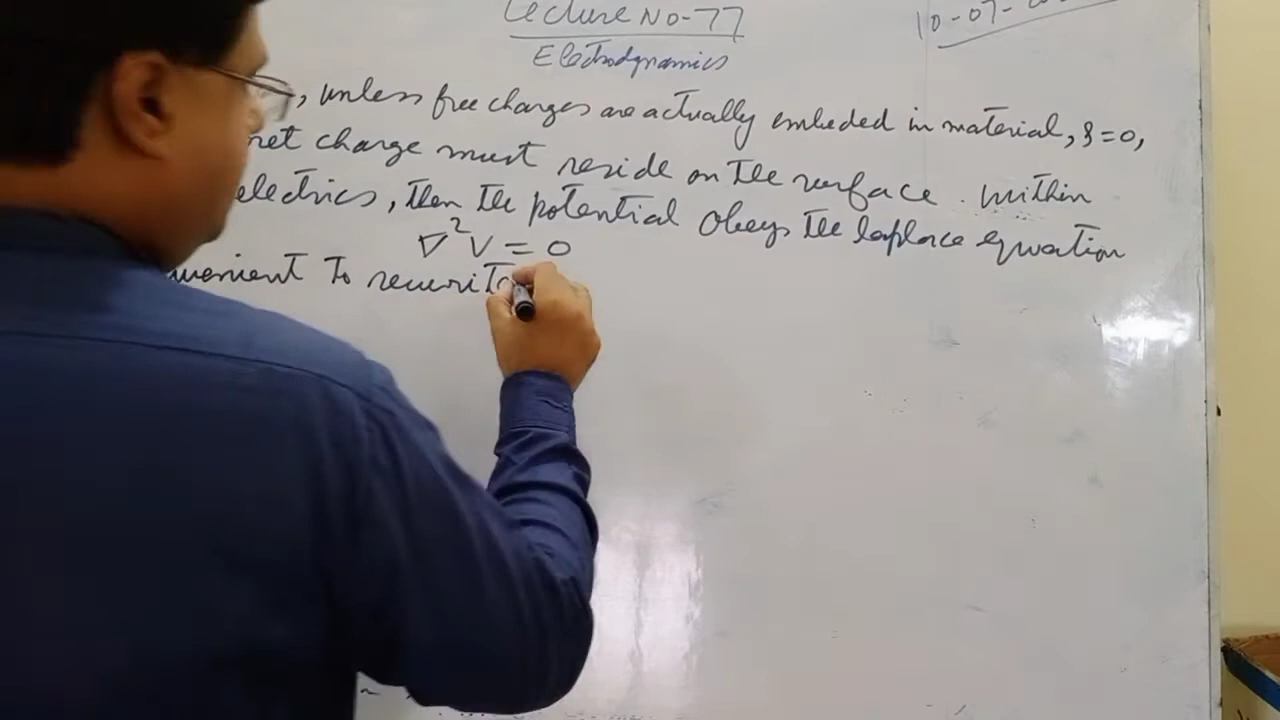 Lecture No-77
10-07-
Electrodynamics
, unless free charges are actually embeded in material, ρ=0,
net charge must reside on the surface. within
electrics, then the potential obeys the laplace equation
∇²V = 0
venient to rewrite